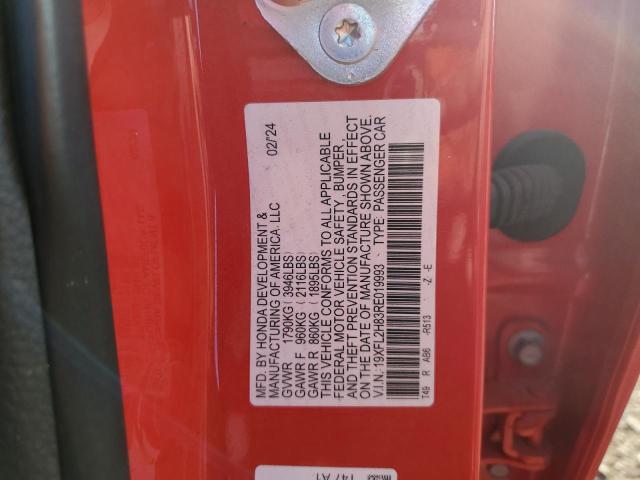 MFD. BY HONDA DEVELOPMENT & 02/'24
MANUFACTURING OF AMERICA, LLC
GVWR 1790KG ( 3946LBS)
GAWR F 960KG ( 2116LBS)
GAWR R 860KG ( 1895LBS)
THIS VEHICLE CONFORMS TO ALL APPLICABLE
FEDERAL MOTOR VEHICLE SAFETY , BUMPER
AND THEFT PREVENTION STANDARDS IN EFFECT
ON THE DATE OF MANUFACTURE SHOWN ABOVE.
V.I.N.: 19XFL2H83RE019993 TYPE: PASSENGER CAR
T49 R AB6 -R513 -Z -E